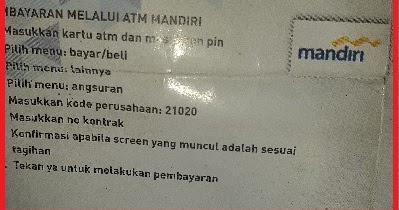 MBAYARAN MELALUI ATM MANDIRI
Masukkan kartu atm dan pin
Pilih menu: bayar/beli
Pilih menu: lainnya
Pilih menu: angsuran
Masukkan kode perusahaan: 21020
Masukkan no kontrak
Konfirmasi apabila screen yang muncul adalah sesuai
tagihan
Tekan ya untuk melakukan pembayaran
mandiri